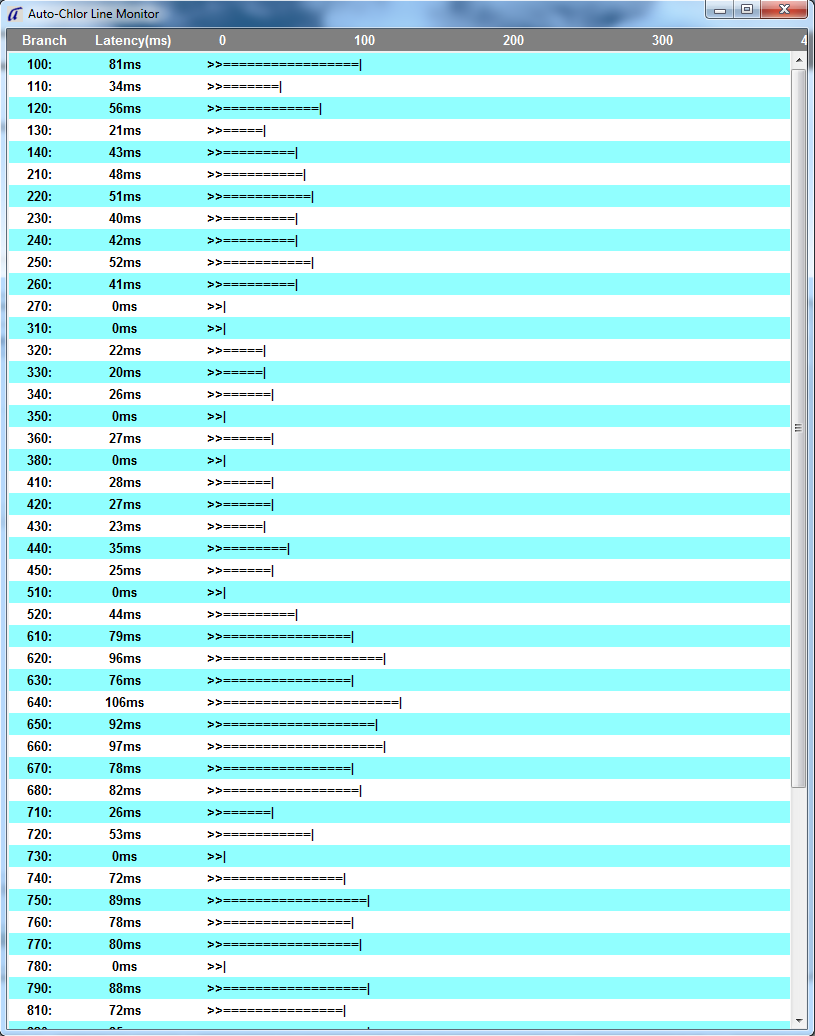 Auto-Chlor Line Monitor
Branch Latency(ms) 0 100 200 300 4
100: 81ms >>=================|
110: 34ms >>=======|
120: 56ms >>============|
130: 21ms >>=====|
140: 43ms >>=========|
210: 48ms >>==========|
220: 51ms >>===========|
230: 40ms >>=========|
240: 42ms >>=========|
250: 52ms >>===========|
260: 41ms >>=========|
270: 0ms >>|
310: 0ms >>|
320: 22ms >>=====|
330: 20ms >>=====|
340: 26ms >>======|
350: 0ms >>|
360: 27ms >>======|
380: 0ms >>|
410: 28ms >>======|
420: 27ms >>======|
430: 23ms >>=====|
440: 35ms >>========|
450: 25ms >>======|
510: 0ms >>|
520: 44ms >>=========|
610: 79ms >>================|
620: 96ms >>====================|
630: 76ms >>================|
640: 106ms >>======================|
650: 92ms >>===================|
660: 97ms >>====================|
670: 78ms >>================|
680: 82ms >>=================|
710: 26ms >>======|
720: 53ms >>===========|
730: 0ms >>|
740: 72ms >>===============|
750: 89ms >>==================|
760: 78ms >>================|
770: 80ms >>=================|
780: 0ms >>|
790: 88ms >>==================|
810: 72ms >>===============|